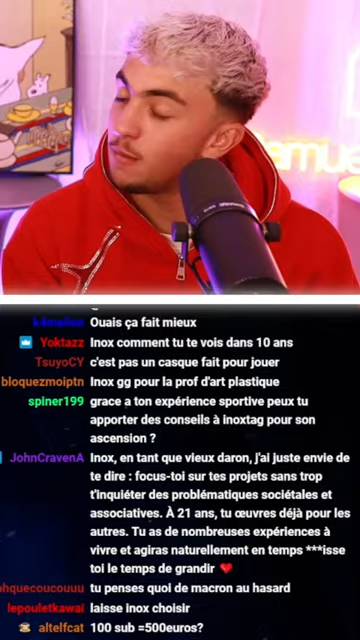 amue
k4melion Ouais ça fait mieux
Yoktazz Inox comment tu te vois dans 10 ans
TsuyoCY c'est pas un casque fait pour jouer
bloquezmoiptn Inox gg pour la prof d'art plastique
spiner199 grace a ton expérience sportive peux tu
apporter des conseils à inoxtag pour son
ascension ?
JohnCravenA Inox, en tant que vieux daron, j'ai juste envie de
te dire : focus-toi sur tes projets sans trop
t'inquiéter des problématiques sociétales et
associatives. À 21 ans, tu œuvres déjà pour les
autres. Tu as de nombreuses expériences à
vivre et agiras naturellement en temps ***isse
toi le temps de grandir ❤️
ahquecoucouuu tu penses quoi de macron au hasard
lepouletkawai laisse inox choisir
altelfcat 100 sub =500euros?